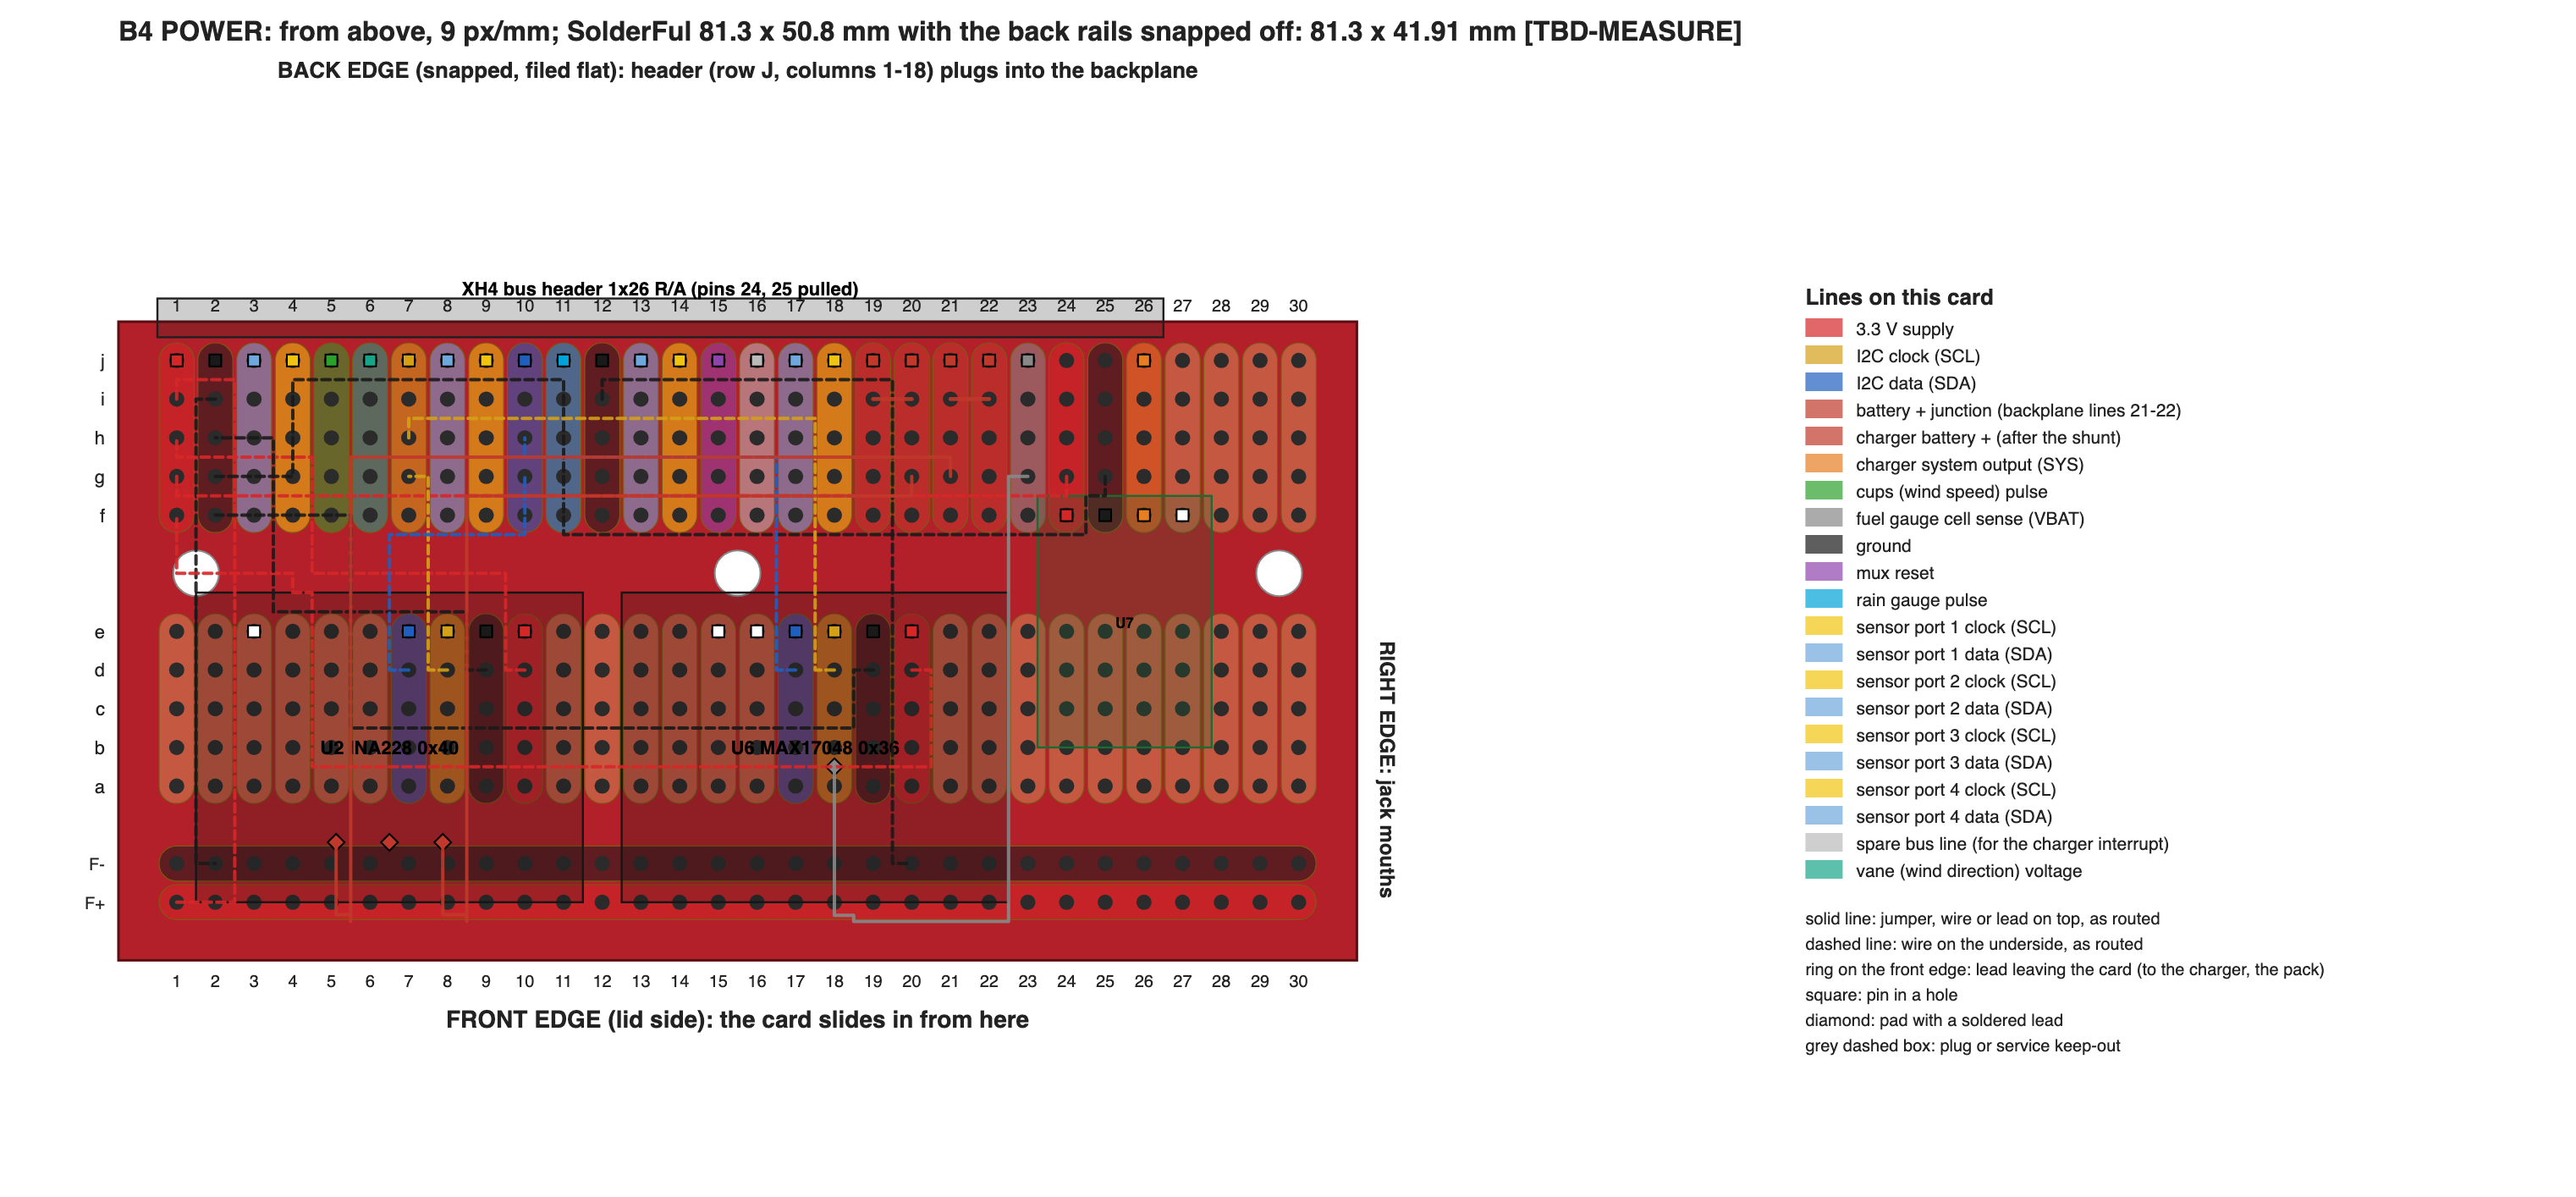 B4 POWER: from above, 9 px/mm; SolderFul 81.3 x 50.8 mm with the back rails snapped off: 81.3 x 41.91 mm [TBD-MEASURE]
BACK EDGE (snapped, filed flat): header (row J, columns 1-18) plugs into the backplane
XH4 bus header 1x26 R/A (pins 24, 25 pulled)
1 2 3 4 5 6 7 8 9 10 11 12 13 14 15 16 17 18 19 20 21 22 23 24 25 26 27 28 29 30
j
i
h
g
f
e
U7
d
c
b
U2 INA228 0x40
U6 MAX17048 0x36
a
F-
F+
1 2 3 4 5 6 7 8 9 10 11 12 13 14 15 16 17 18 19 20 21 22 23 24 25 26 27 28 29 30
FRONT EDGE (lid side): the card slides in from here
RIGHT EDGE: jack mouths
Lines on this card
3.3 V supply
I2C clock (SCL)
I2C data (SDA)
battery + junction (backplane lines 21-22)
charger battery + (after the shunt)
charger system output (SYS)
cups (wind speed) pulse
fuel gauge cell sense (VBAT)
ground
mux reset
rain gauge pulse
sensor port 1 clock (SCL)
sensor port 1 data (SDA)
sensor port 2 clock (SCL)
sensor port 2 data (SDA)
sensor port 3 clock (SCL)
sensor port 3 data (SDA)
sensor port 4 clock (SCL)
sensor port 4 data (SDA)
spare bus line (for the charger interrupt)
vane (wind direction) voltage
solid line: jumper, wire or lead on top, as routed
dashed line: wire on the underside, as routed
ring on the front edge: lead leaving the card (to the charger, the pack)
square: pin in a hole
diamond: pad with a soldered lead
grey dashed box: plug or service keep-out